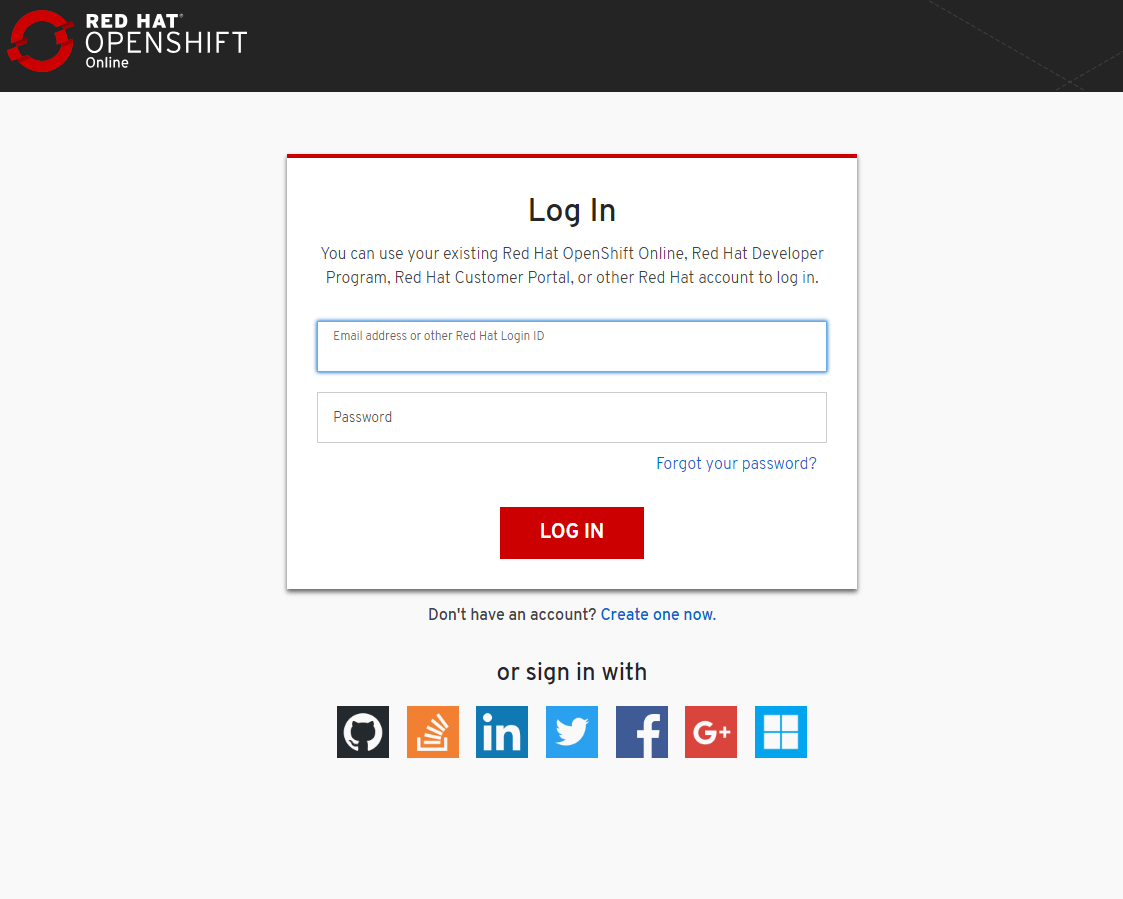 RED HAT®
OPENSHIFT
Online
Log In
You can use your existing Red Hat OpenShift Online, Red Hat Developer
Program, Red Hat Customer Portal, or other Red Hat account to log in.
Email address or other Red Hat Login ID
Password
Forgot your password?
LOG IN
Don't have an account? Create one now.
or sign in with
in
f
G+